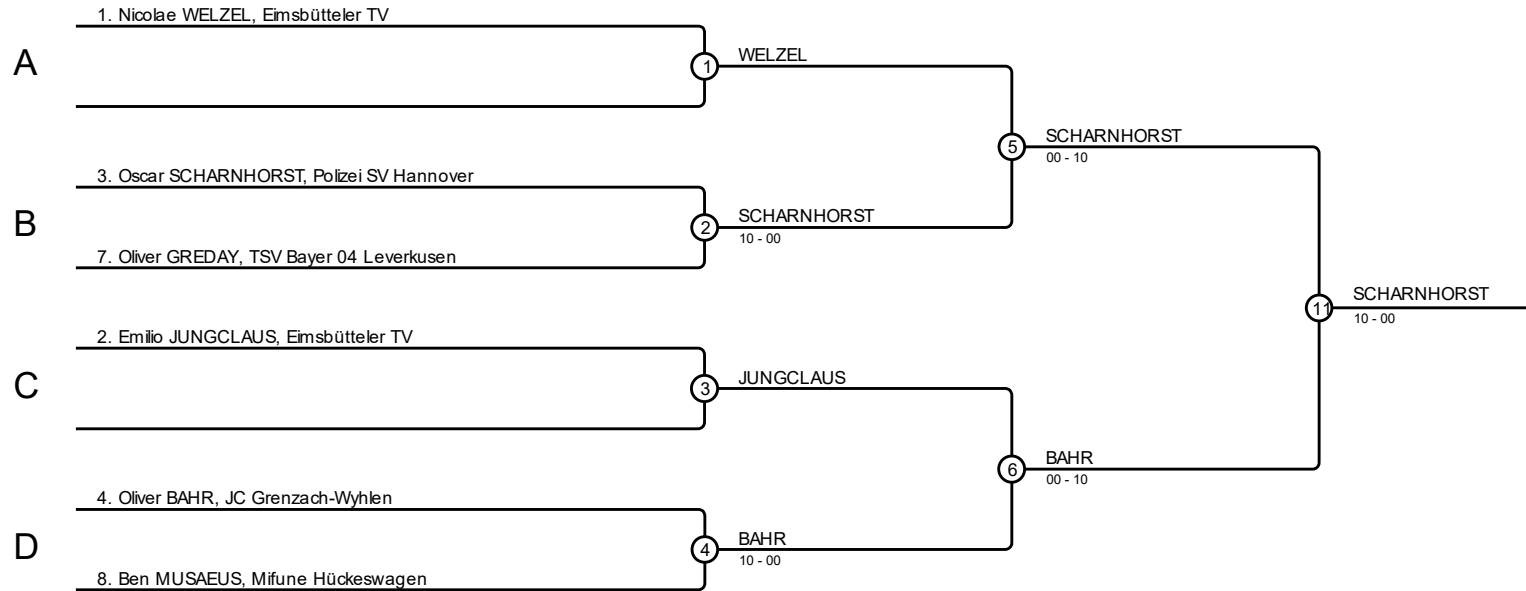 1. Nicolae WELZEL, Eimsbütteler TV
A
1
WELZEL
5
SCHARNHORST
00 - 10
3. Oscar SCHARNHORST, Polizei SV Hannover
B
2
SCHARNHORST
10 - 00
7. Oliver GREDAY, TSV Bayer 04 Leverkusen
11
SCHARNHORST
10 - 00
2. Emilio JUNGCLAUS, Eimsbütteler TV
C
3
JUNGCLAUS
6
BAHR
00 - 10
4. Oliver BAHR, JC Grenzach-Wyhlen
D
4
BAHR
10 - 00
8. Ben MUSAEUS, Mifune Hückeswagen